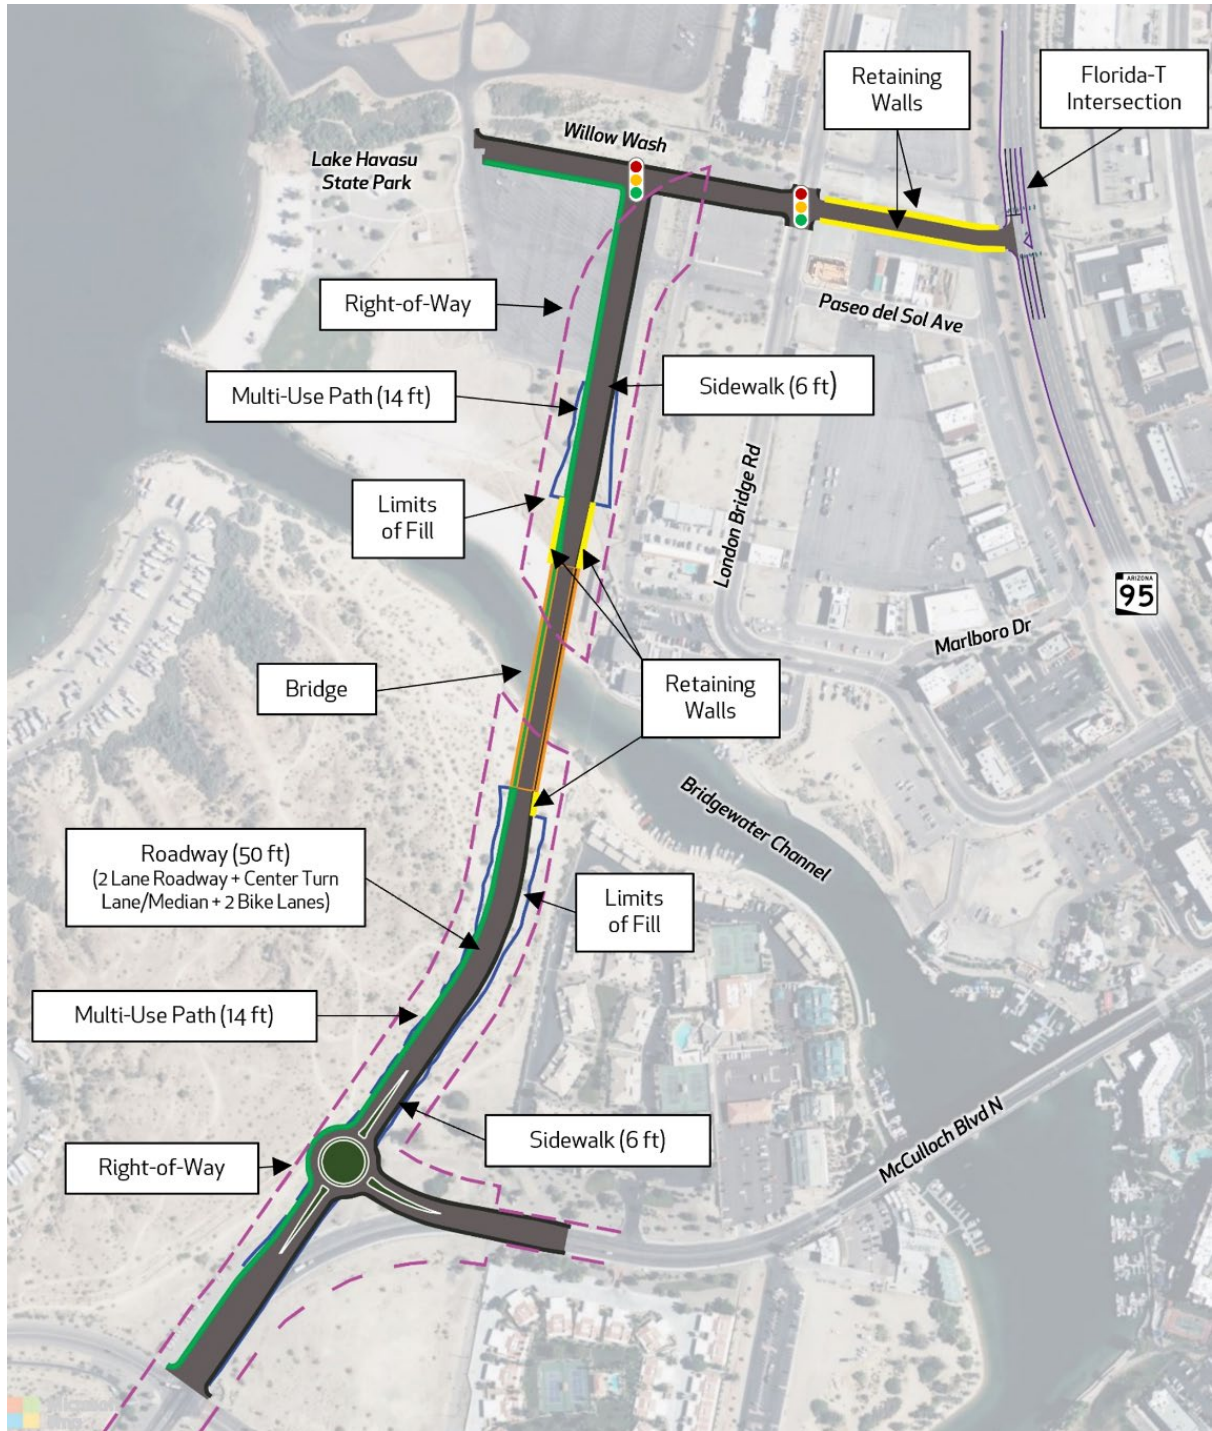 Retaining
Walls
Florida-T
Intersection
Willow Wash
Lake Havasu
State Park
Right-of-Way
Paseo del Sol Ave
Multi-Use Path (14 ft)
Sidewalk (6 ft)
London Bridge Rd
Limits
of Fill
ARIZONA
95
Marlboro Dr
Bridge
Retaining
Walls
Bridgewater Channel
Roadway (50 ft)
(2 Lane Roadway + Center Turn
Lane/Median + 2 Bike Lanes)
Limits
of Fill
Multi-Use Path (14 ft)
Sidewalk (6 ft)
McCulloch Blvd N
Right-of-Way